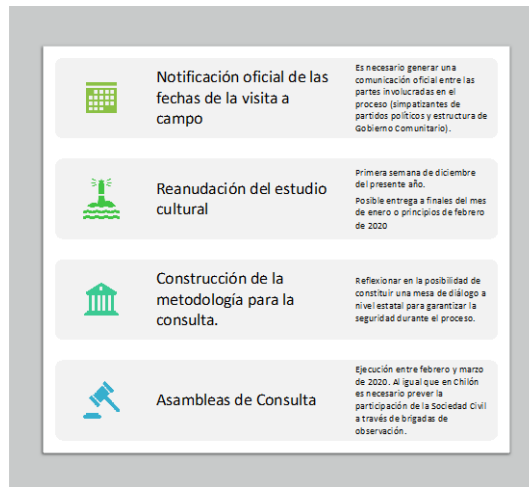 Notificación oficial de las
fechas de la visita a
campo
Es necesario generar una
comunicación oficial entre las
partes involucradas en el
proceso (simpatizantes de
partidos políticos y estructura de
Gobierno Comunitario).
Reanudación del estudio
cultural
Primera semana de diciembre
del presente año.
Posible entrega a finales del mes
de enero o principios de febrero
de 2020
Construcción de la
metodología para la
consulta.
Reflexionar en la posibilidad de
constituir una mesa de diálogo a
nivel estatal para garantizar la
seguridad durante el proceso.
Asambleas de Consulta
Ejecución entre febrero y marzo
de 2020. Al igual que en Chilón
es necesario prever la
participación de la Sociedad Civil
a través de brigadas de
observación.